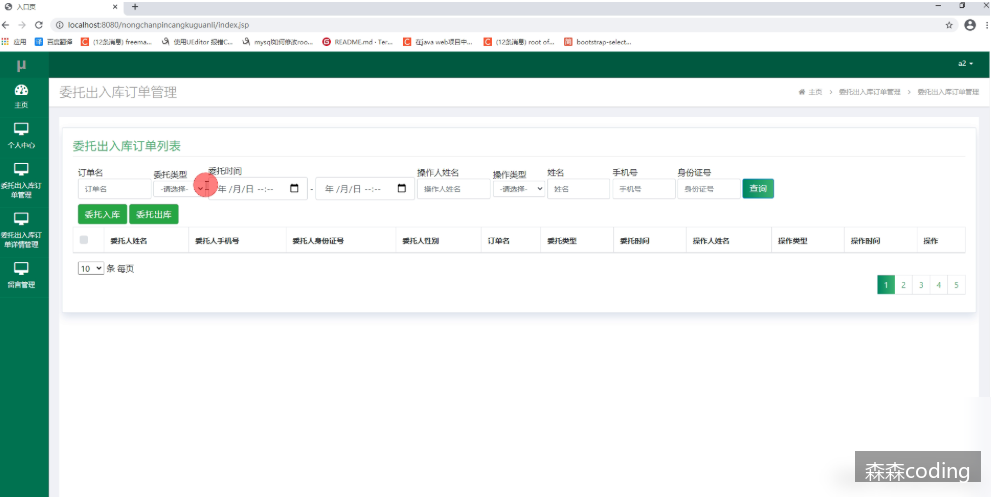 入口页
localhost:8080/nongchanpincangkuguanli/index.jsp
应用 百度翻译 (12条消息) freema... 使用UEditor 报错C... mysql如何修改roo... README.md · Ter... 在java web项目中... (12条消息) root of... bootstrap-select...
μ
a2
主页
个人中心
委托出入库订单管理
委托出入库订单详情管理
留言管理
委托出入库订单管理
主页 > 委托出入库订单管理 > 委托出入库订单管理
委托出入库订单列表
订单名 委托类型 委托时间 操作人姓名 操作类型 姓名 手机号 身份证号
订单名 -请选择- 年 /月/日 --:-- - 年 /月/日 --:-- 操作人姓名 -请选择- 姓名 手机号 身份证号 查询
委托入库 委托出库
委托人姓名 委托人手机号 委托人身份证号 委托人性别 订单名 委托类型 委托时间 操作人姓名 操作类型 操作时间 操作
10 条 每页
1 2 3 4 5
森森coding